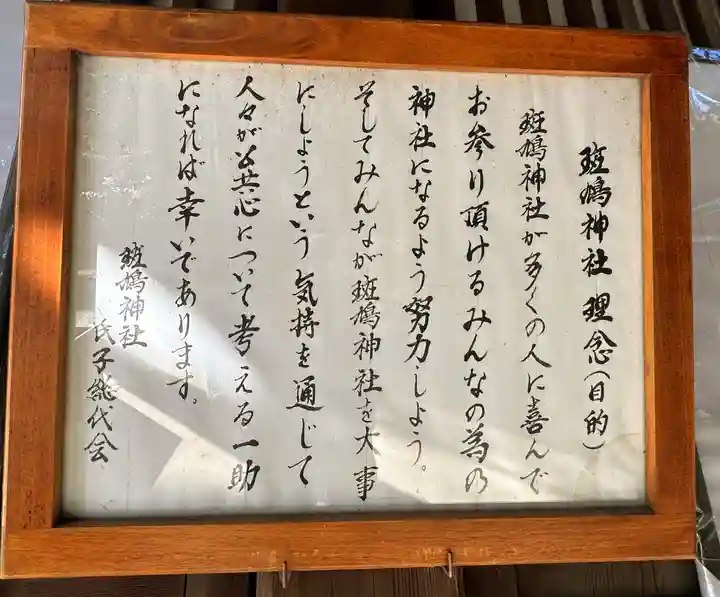 斑鳩神社 理念(目的)
斑鳩神社が多くの人に喜んで
お参り頂けるみんなの為の
神社になるよう努力しよう。
そしてみんなが斑鳩神社を大事
にしようという気持を通じて
人々が公共心について考える一助
になれば幸いであります。
斑鳩神社
氏子総代会